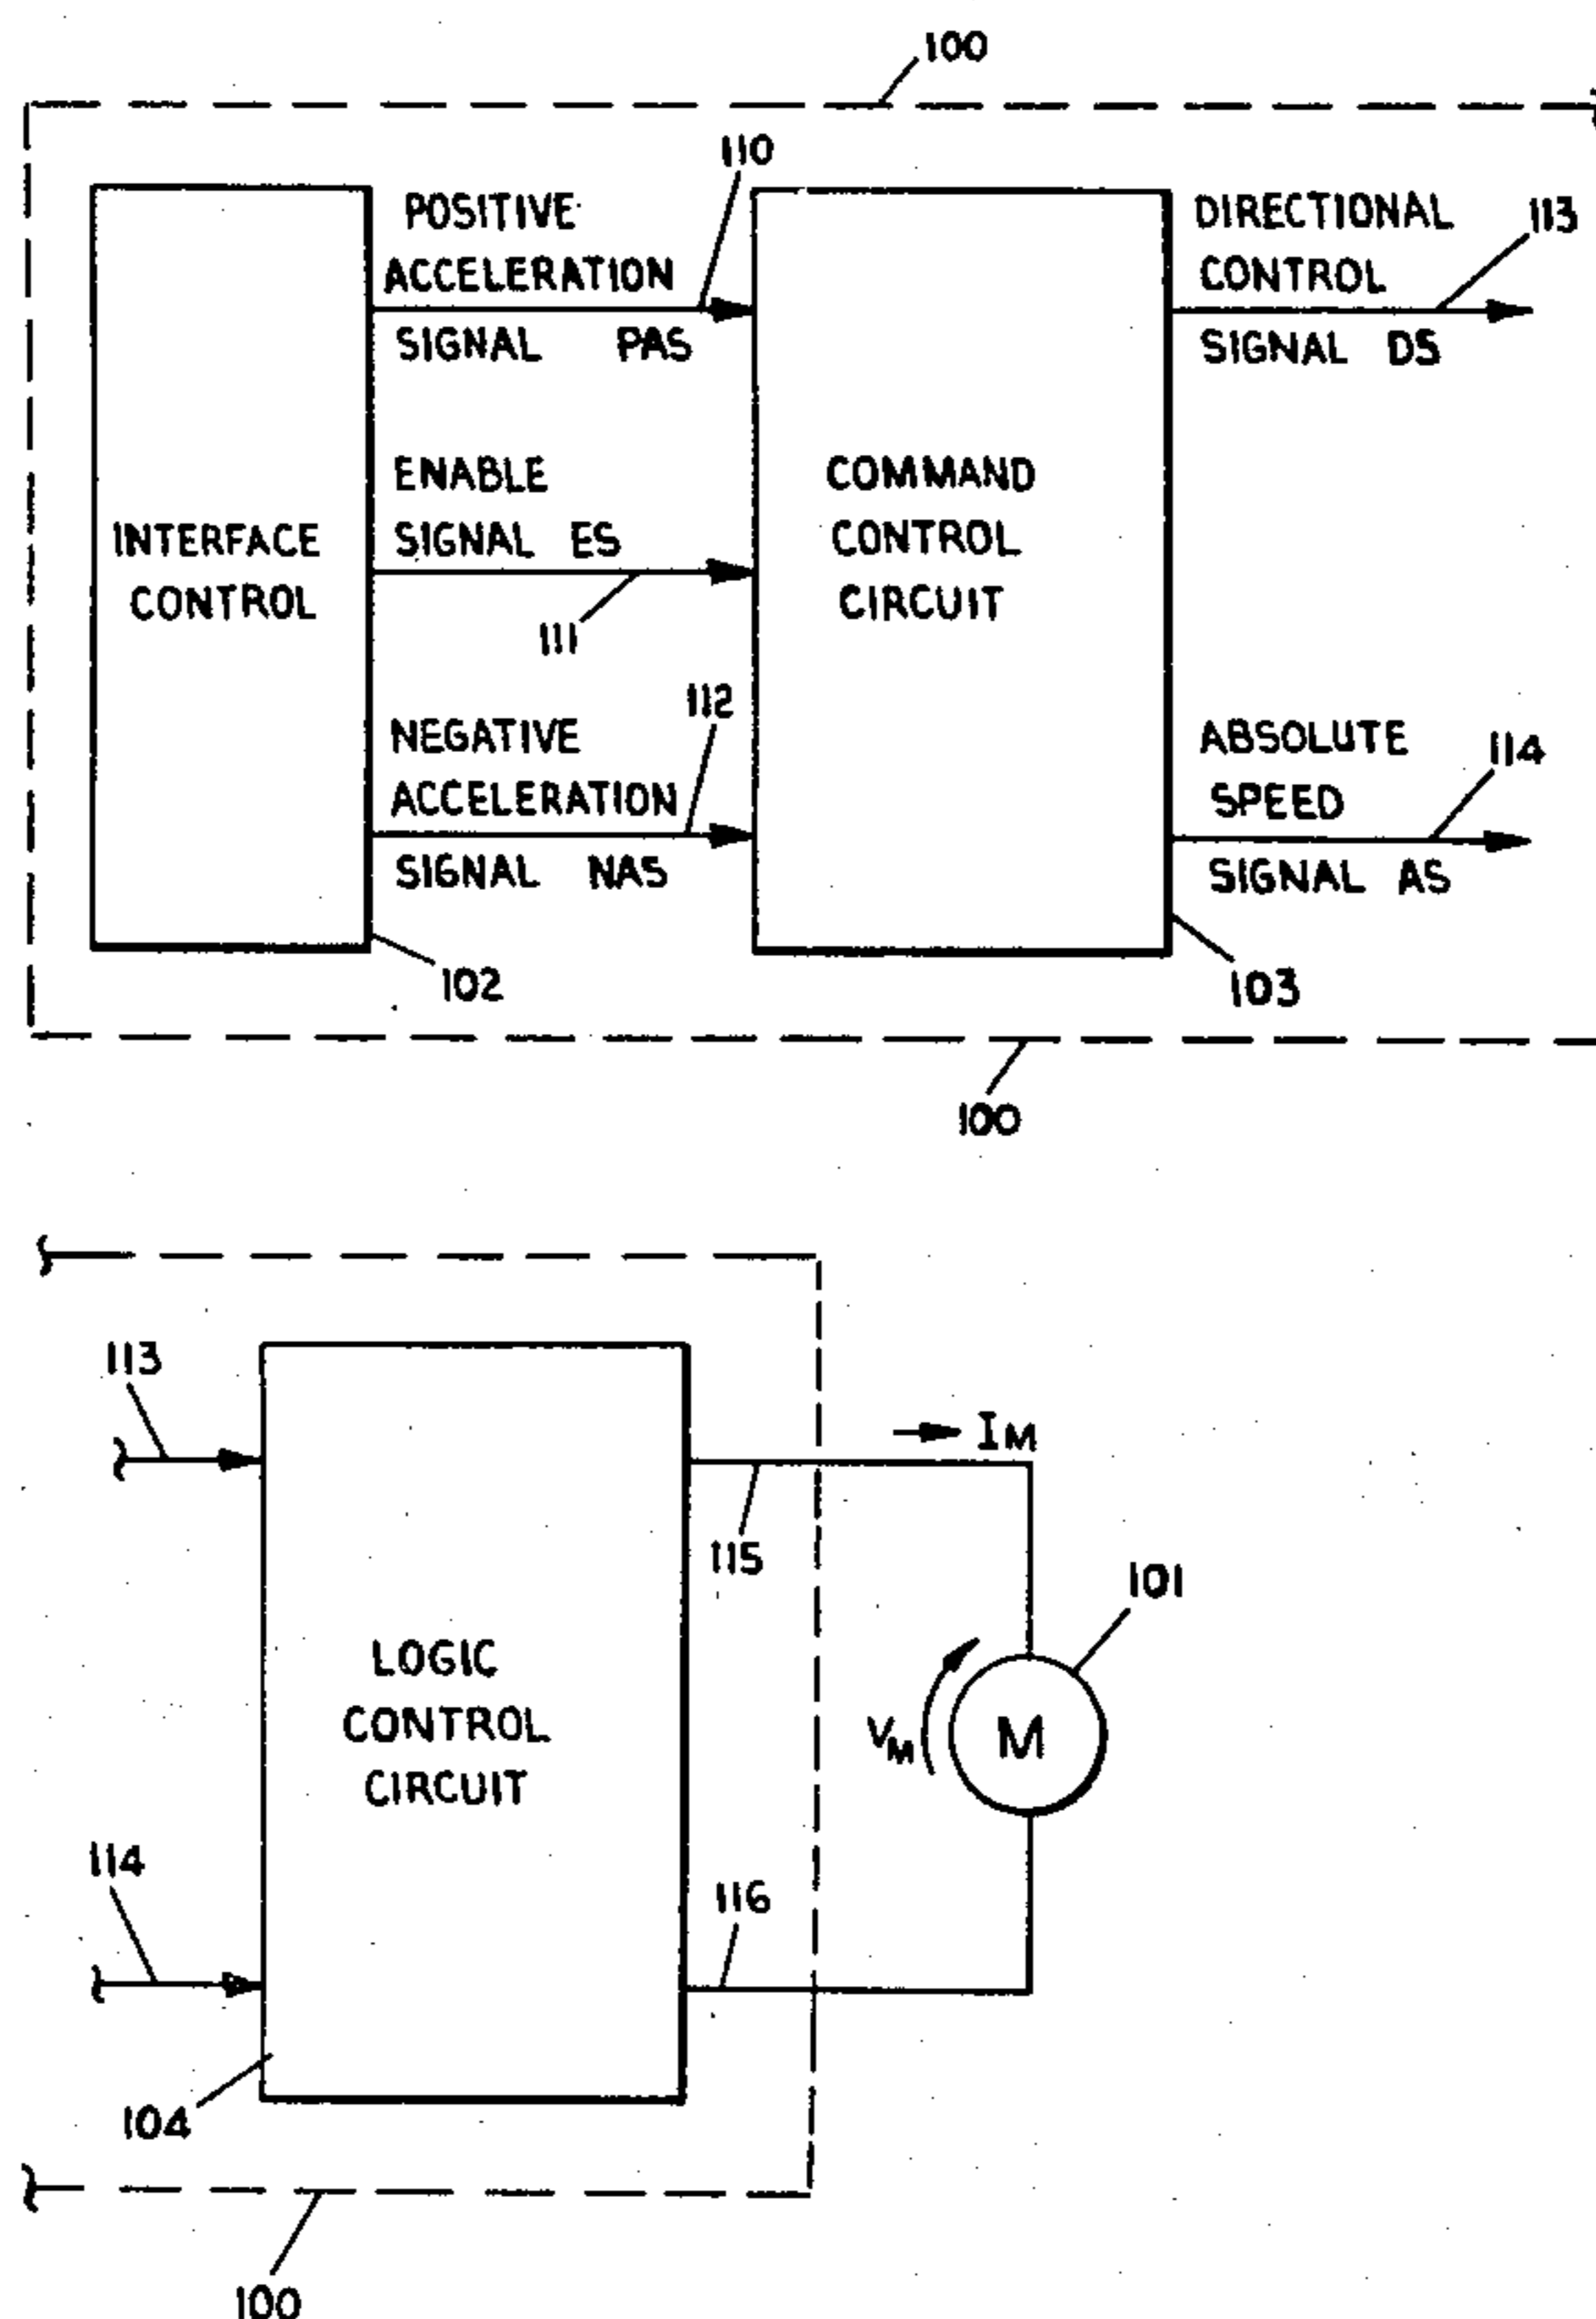 100
110
POSITIVE
ACCELERATION
SIGNAL PAS
DIRECTIONAL
CONTROL
SIGNAL DS
113
ENABLE
SIGNAL ES
111
INTERFACE
CONTROL
COMMAND
CONTROL
CIRCUIT
112
NEGATIVE
ACCELERATION
SIGNAL NAS
ABSOLUTE
SPEED
SIGNAL AS
114
102
103
100
113
IM
115
101
LOGIC
CONTROL
CIRCUIT
VM
M
114
116
104
100